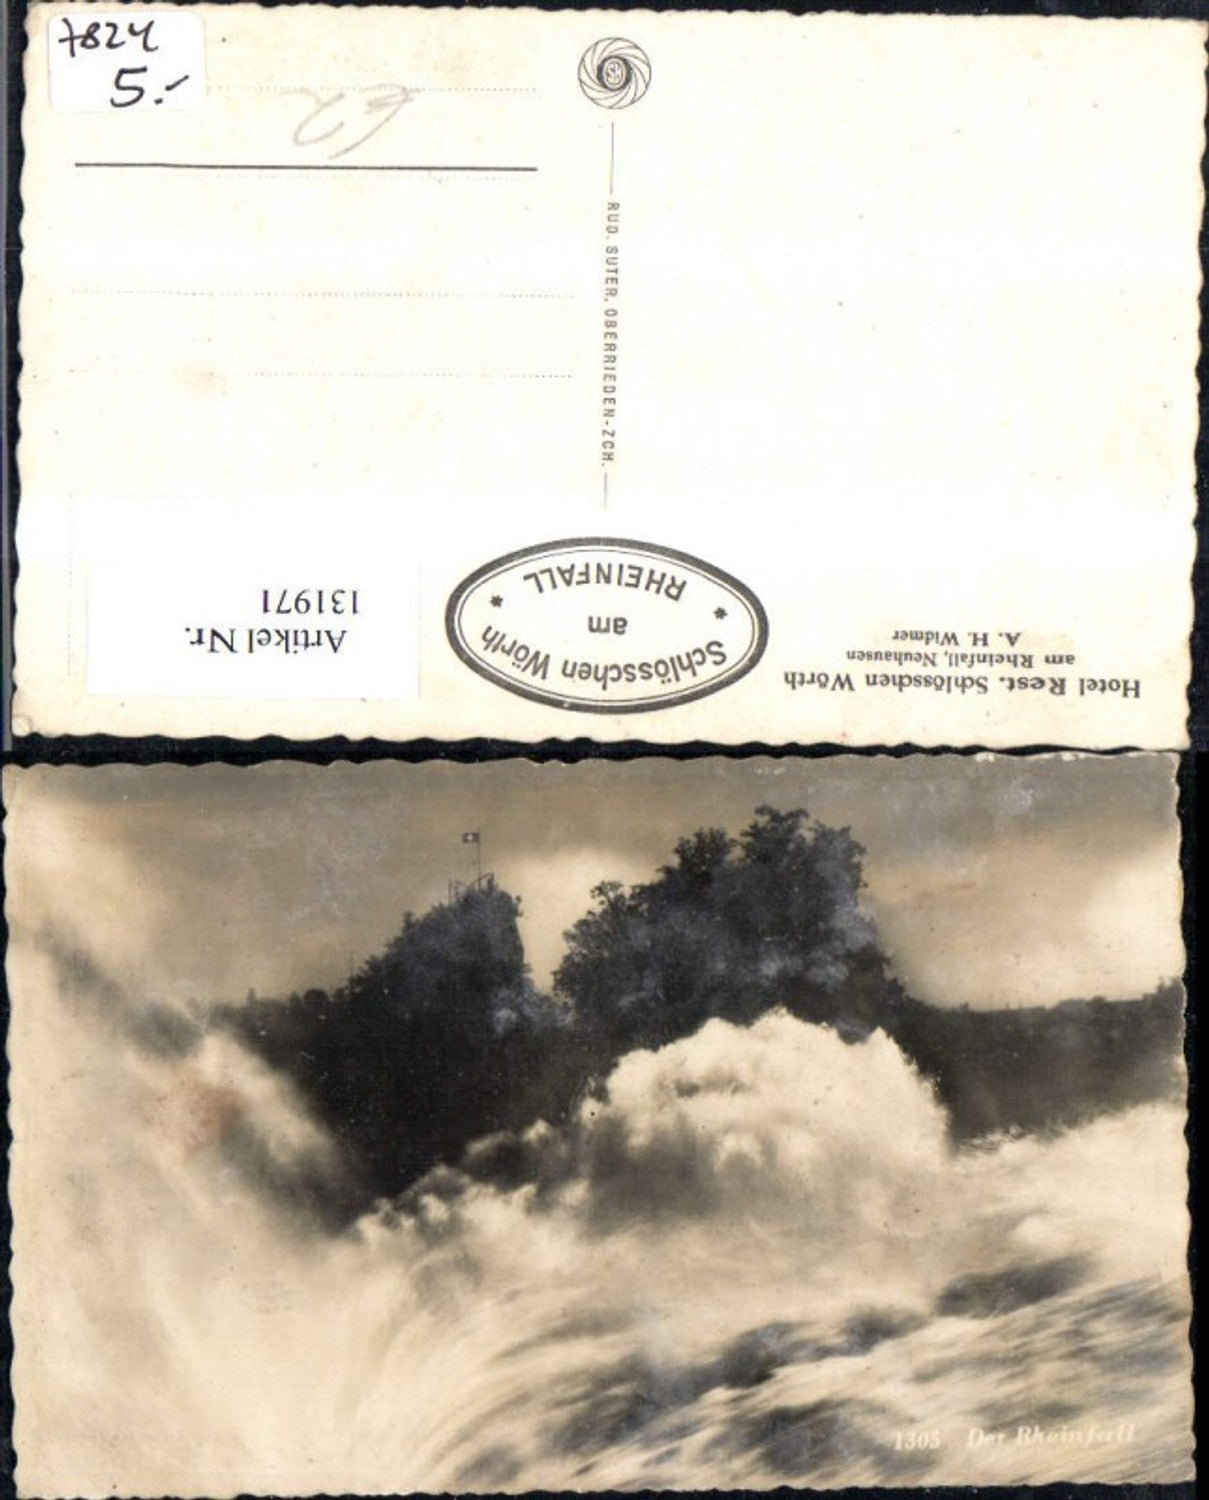 7824
5.-
RUD. SUTER, OBERRIEDEN-ZCH.
Hotel Rest. Schlösschen Wörth
am Rheinfall, Neuhausen
A. H. Widmer
Schlösschen Wörth
am
RHEINFALL
Artikel Nr.
131971
1305 Der Rheinfall